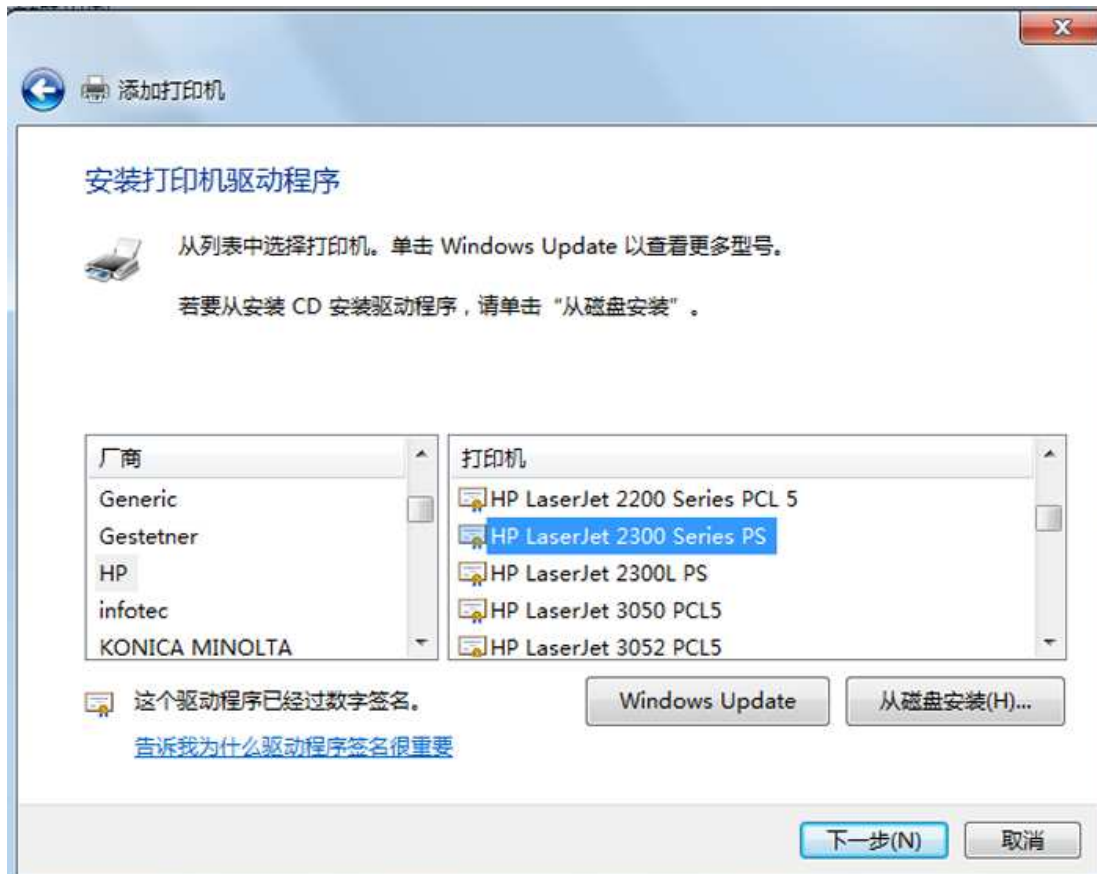 添加打印机
安装打印机驱动程序
从列表中选择打印机。单击 Windows Update 以查看更多型号。
若要从安装 CD 安装驱动程序，请单击“从磁盘安装”。
厂商
Generic
Gestetner
HP
infotec
KONICA MINOLTA
打印机
HP LaserJet 2200 Series PCL 5
HP LaserJet 2300 Series PS
HP LaserJet 2300L PS
HP LaserJet 3050 PCL5
HP LaserJet 3052 PCL5
这个驱动程序已经过数字签名。
告诉我为什么驱动程序签名很重要
Windows Update
从磁盘安装(H)...
下一步(N)
取消